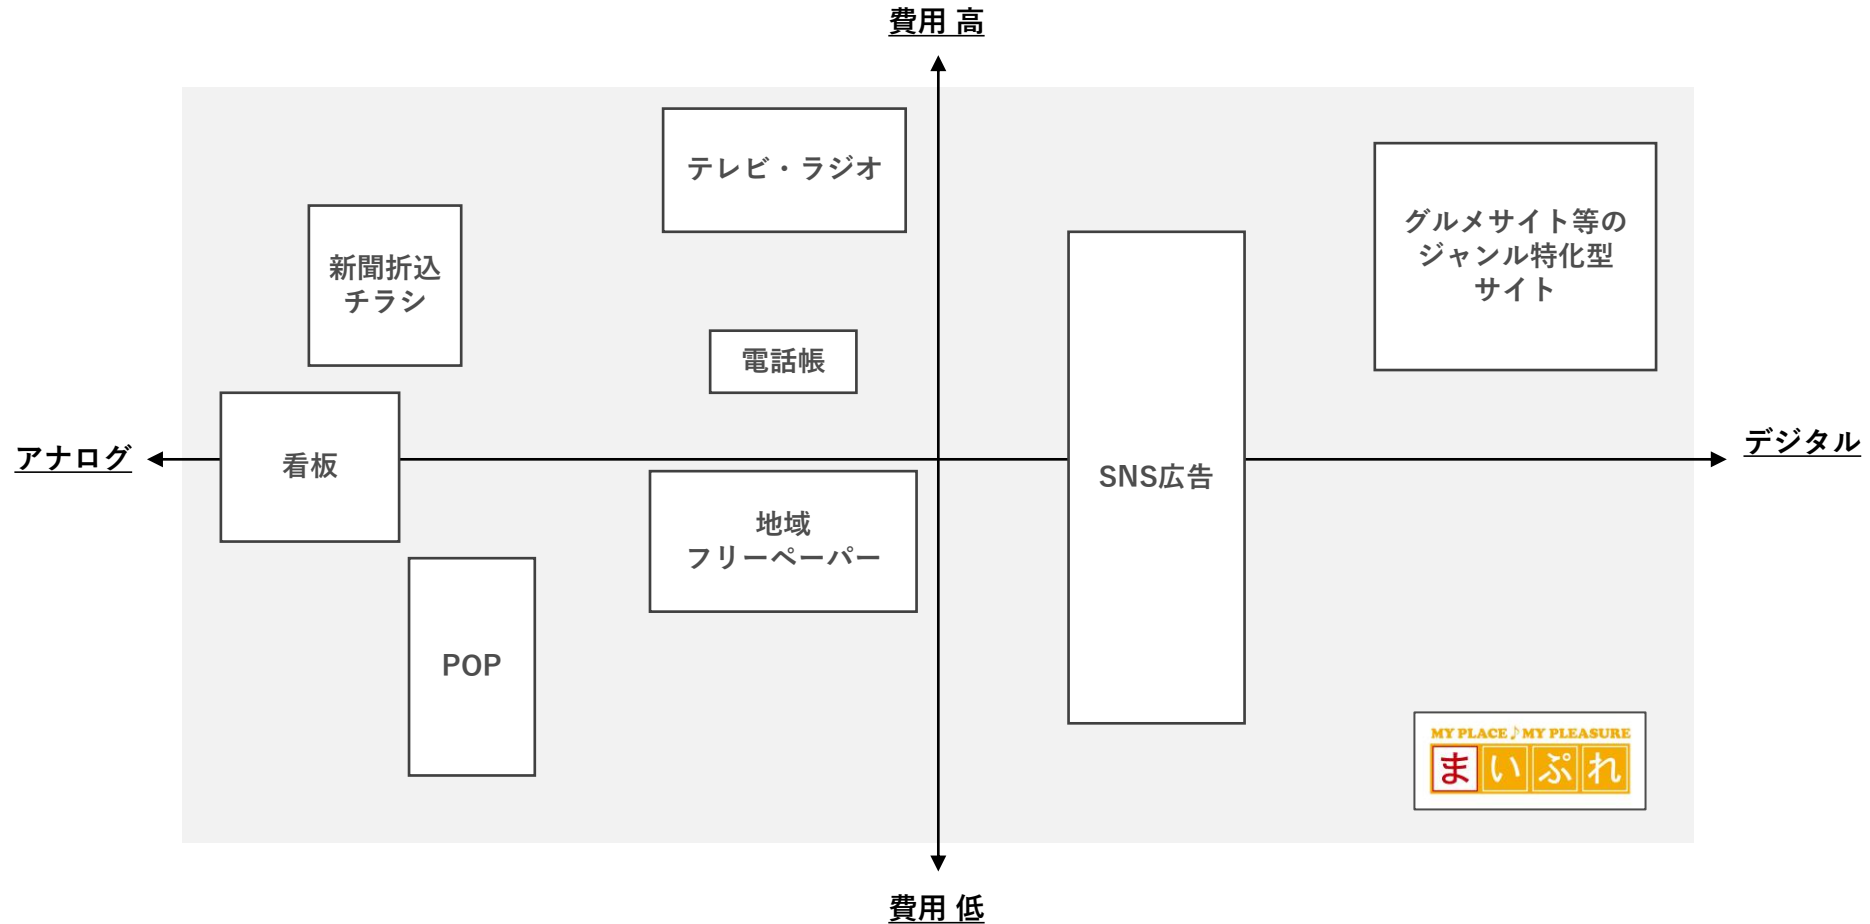 費用 高
テレビ・ラジオ
グルメサイト等の
ジャンル特化型
サイト
新聞折込
チラシ
電話帳
アナログ
デジタル
看板
SNS広告
地域
フリーペーパー
POP
MY PLACE♪MY PLEASURE
まいぷれ
費用 低